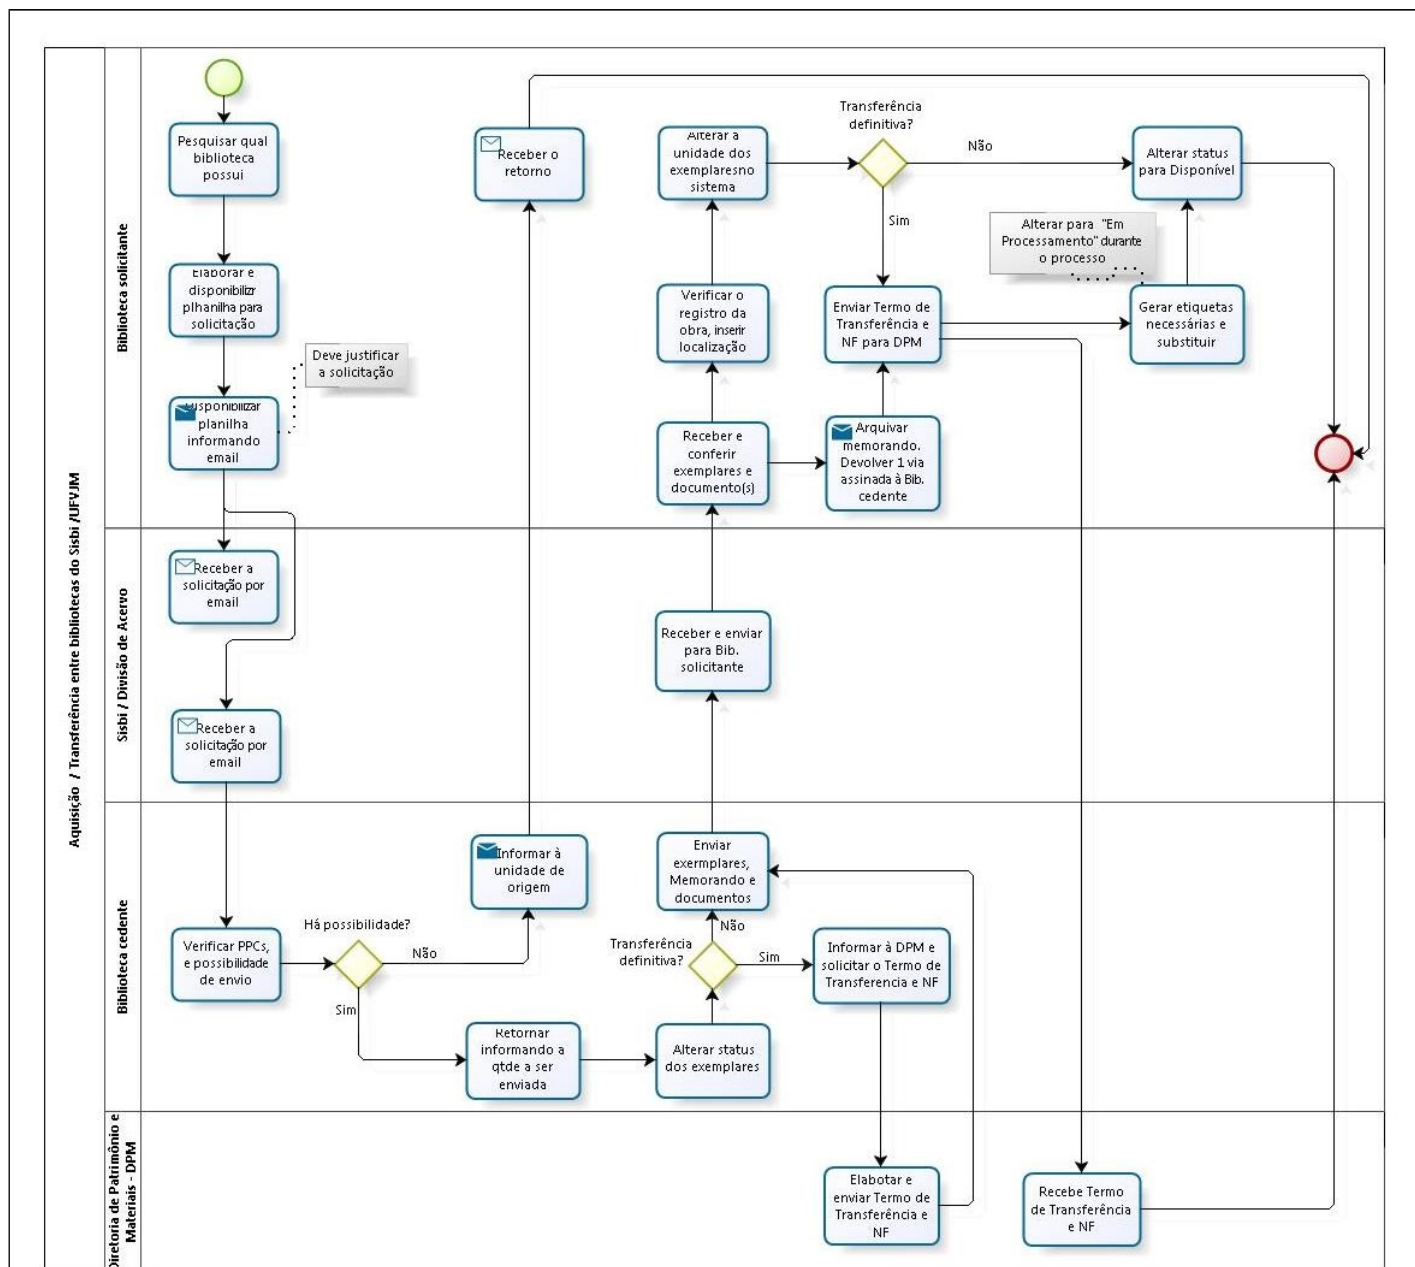 Aquisição / Transferência entre bibliotecas do Sisbi /UFVJM
Biblioteca solicitante
Pesquisar qual
biblioteca
possui
Elaborar e
disponibilizr
plhanilha para
solicitação
Disponibilizar
planilha
informando
email
Deve justificar
a solicitação
Receber o
retorno
Alterar a
unidade dos
exemplaresno
sistema
Transferência
definitiva?
Não
Sim
Alterar status
para Disponível
Alterar para "Em
Processamento" durante
o processo
Verificar o
registro da
obra, inserir
localização
Enviar Termo de
Transferência e
NF para DPM
Gerar etiquetas
necessárias e
substituir
Receber e
conferir
exemplares e
documento(s)
Arquivar
memorando.
Devolver 1 via
assinada à Bib.
cedente
Sisbi / Divisão de Acervo
Receber a
solicitação por
email
Receber e enviar
para Bib.
solicitante
Receber a
solicitação por
email
Biblioteca cedente
Verificar PPCs,
e possibilidade
de envio
Há possibilidade?
Não
Sim
Informar à
unidade de
origem
Retornar
informando a
qtde a ser
enviada
Alterar status
dos exemplares
Transferência
definitiva?
Não
Sim
Enviar
exemplares,
Memorando e
documentos
Informar à DPM e
solicitar o Termo de
Transferencia e NF
Diretoria de Patrimônio e
Materiais - DPM
Elabotar e
enviar Termo de
Transferência e
NF
Recebe Termo
de Transferência
e NF